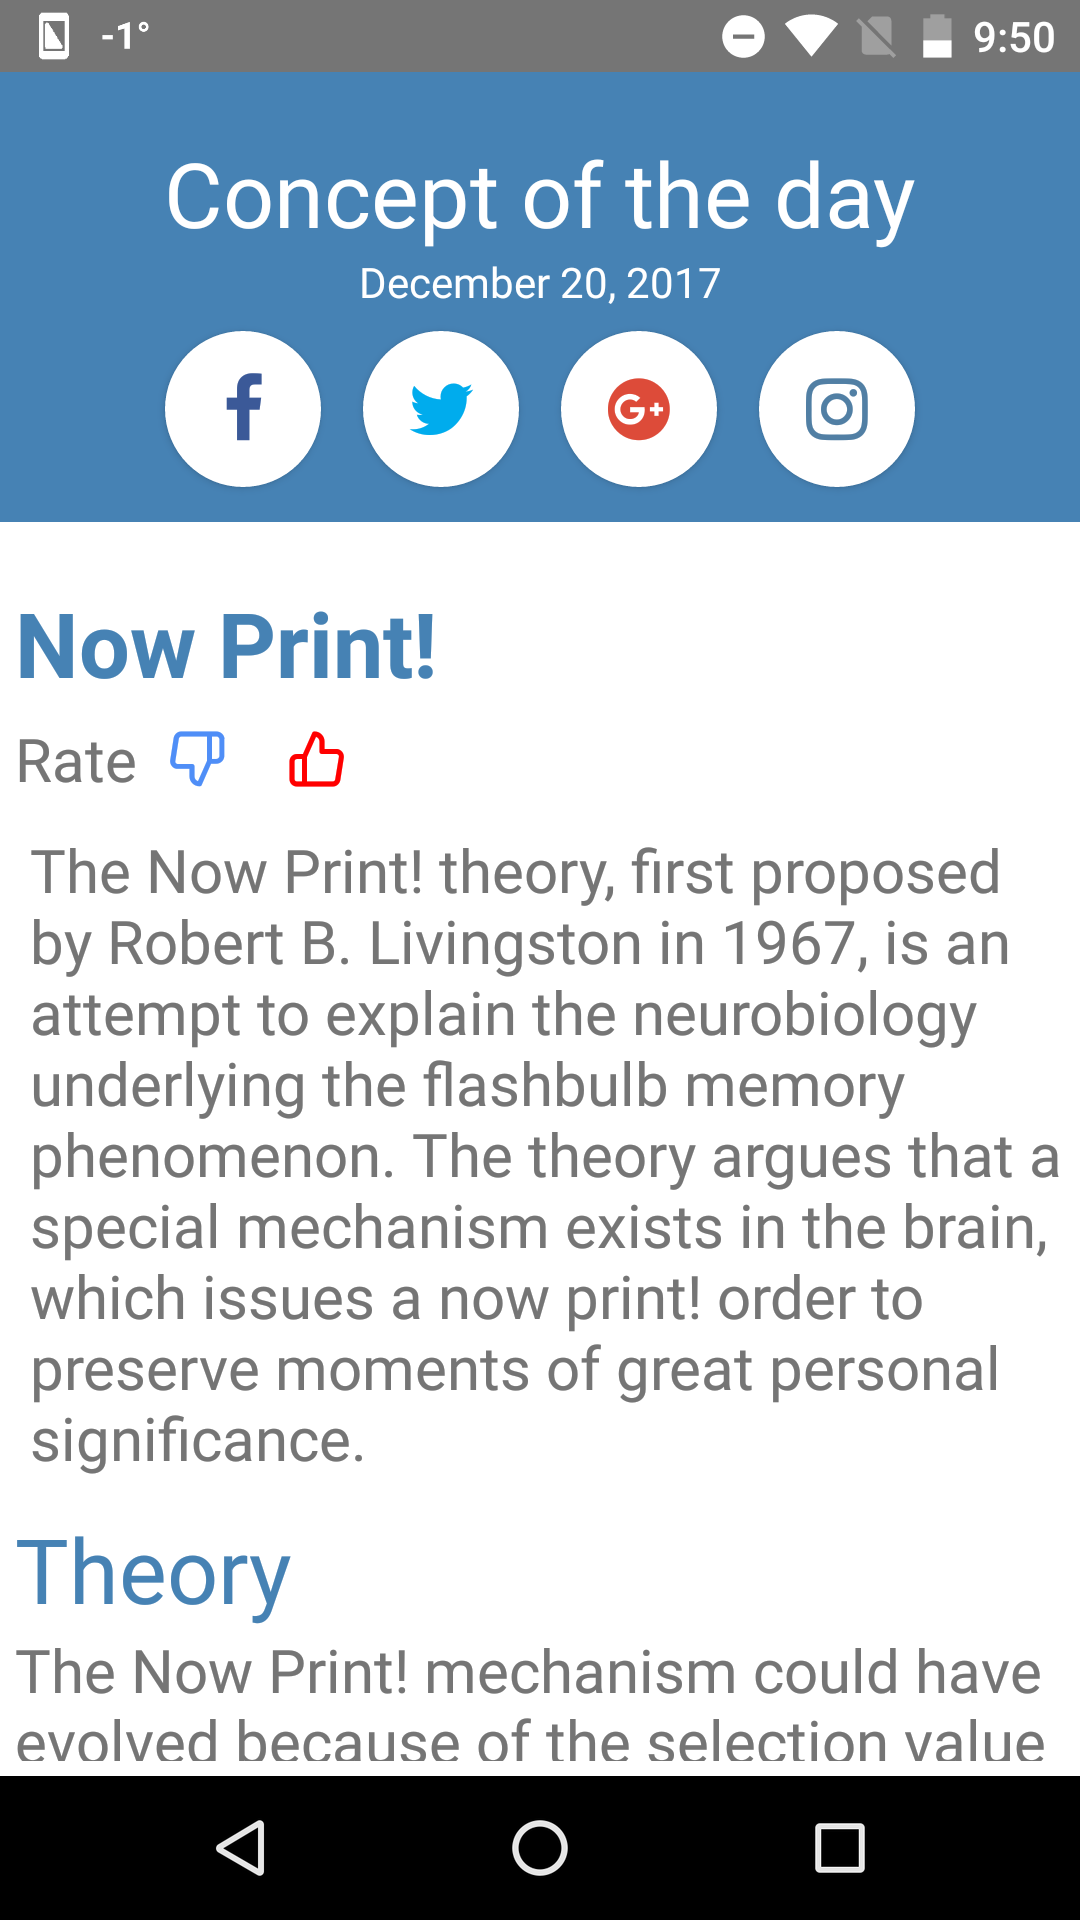 -1° 9:50
Concept of the day
December 20, 2017
Now Print!
Rate
The Now Print! theory, first proposed
by Robert B. Livingston in 1967, is an
attempt to explain the neurobiology
underlying the flashbulb memory
phenomenon. The theory argues that a
special mechanism exists in the brain,
which issues a now print! order to
preserve moments of great personal
significance.
Theory
The Now Print! mechanism could have
evolved because of the selection value